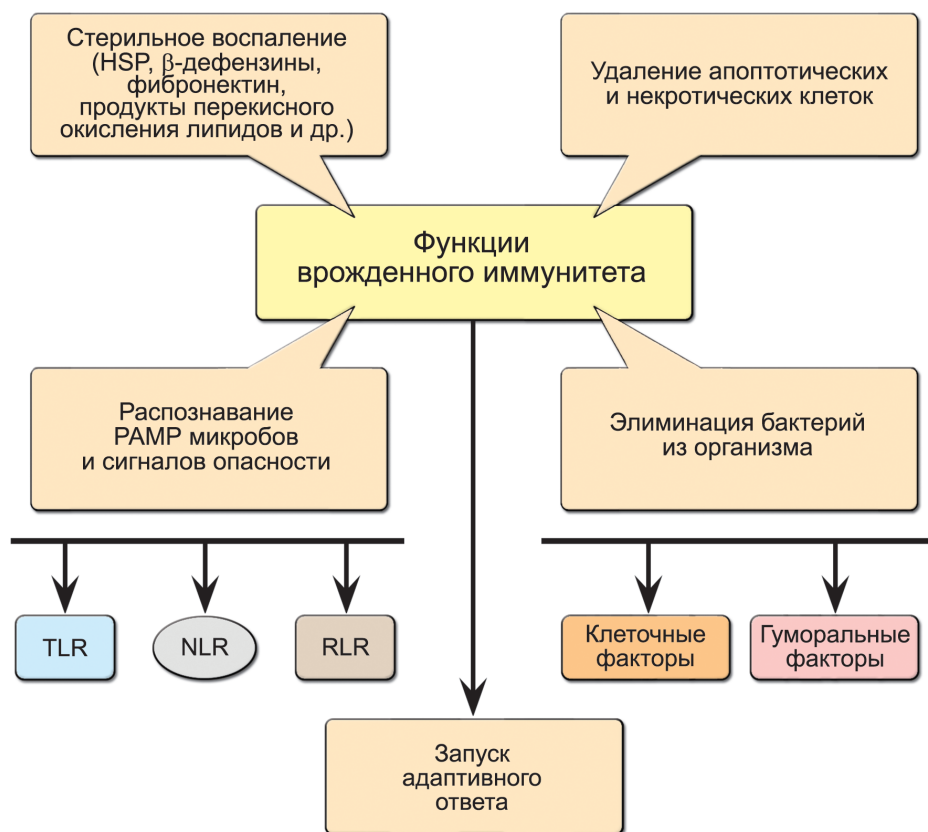 Стерильное воспаление
(HSP, β-дефензины,
фибронектин,
продукты перекисного
окисления липидов и др.)
Удаление апоптотических
и некротических клеток
Функции
врожденного иммунитета
Распознавание
PAMP микробов
и сигналов опасности
Элиминация бактерий
из организма
TLR
NLR
RLR
Клеточные
факторы
Гуморальные
факторы
Запуск
адаптивного
ответа